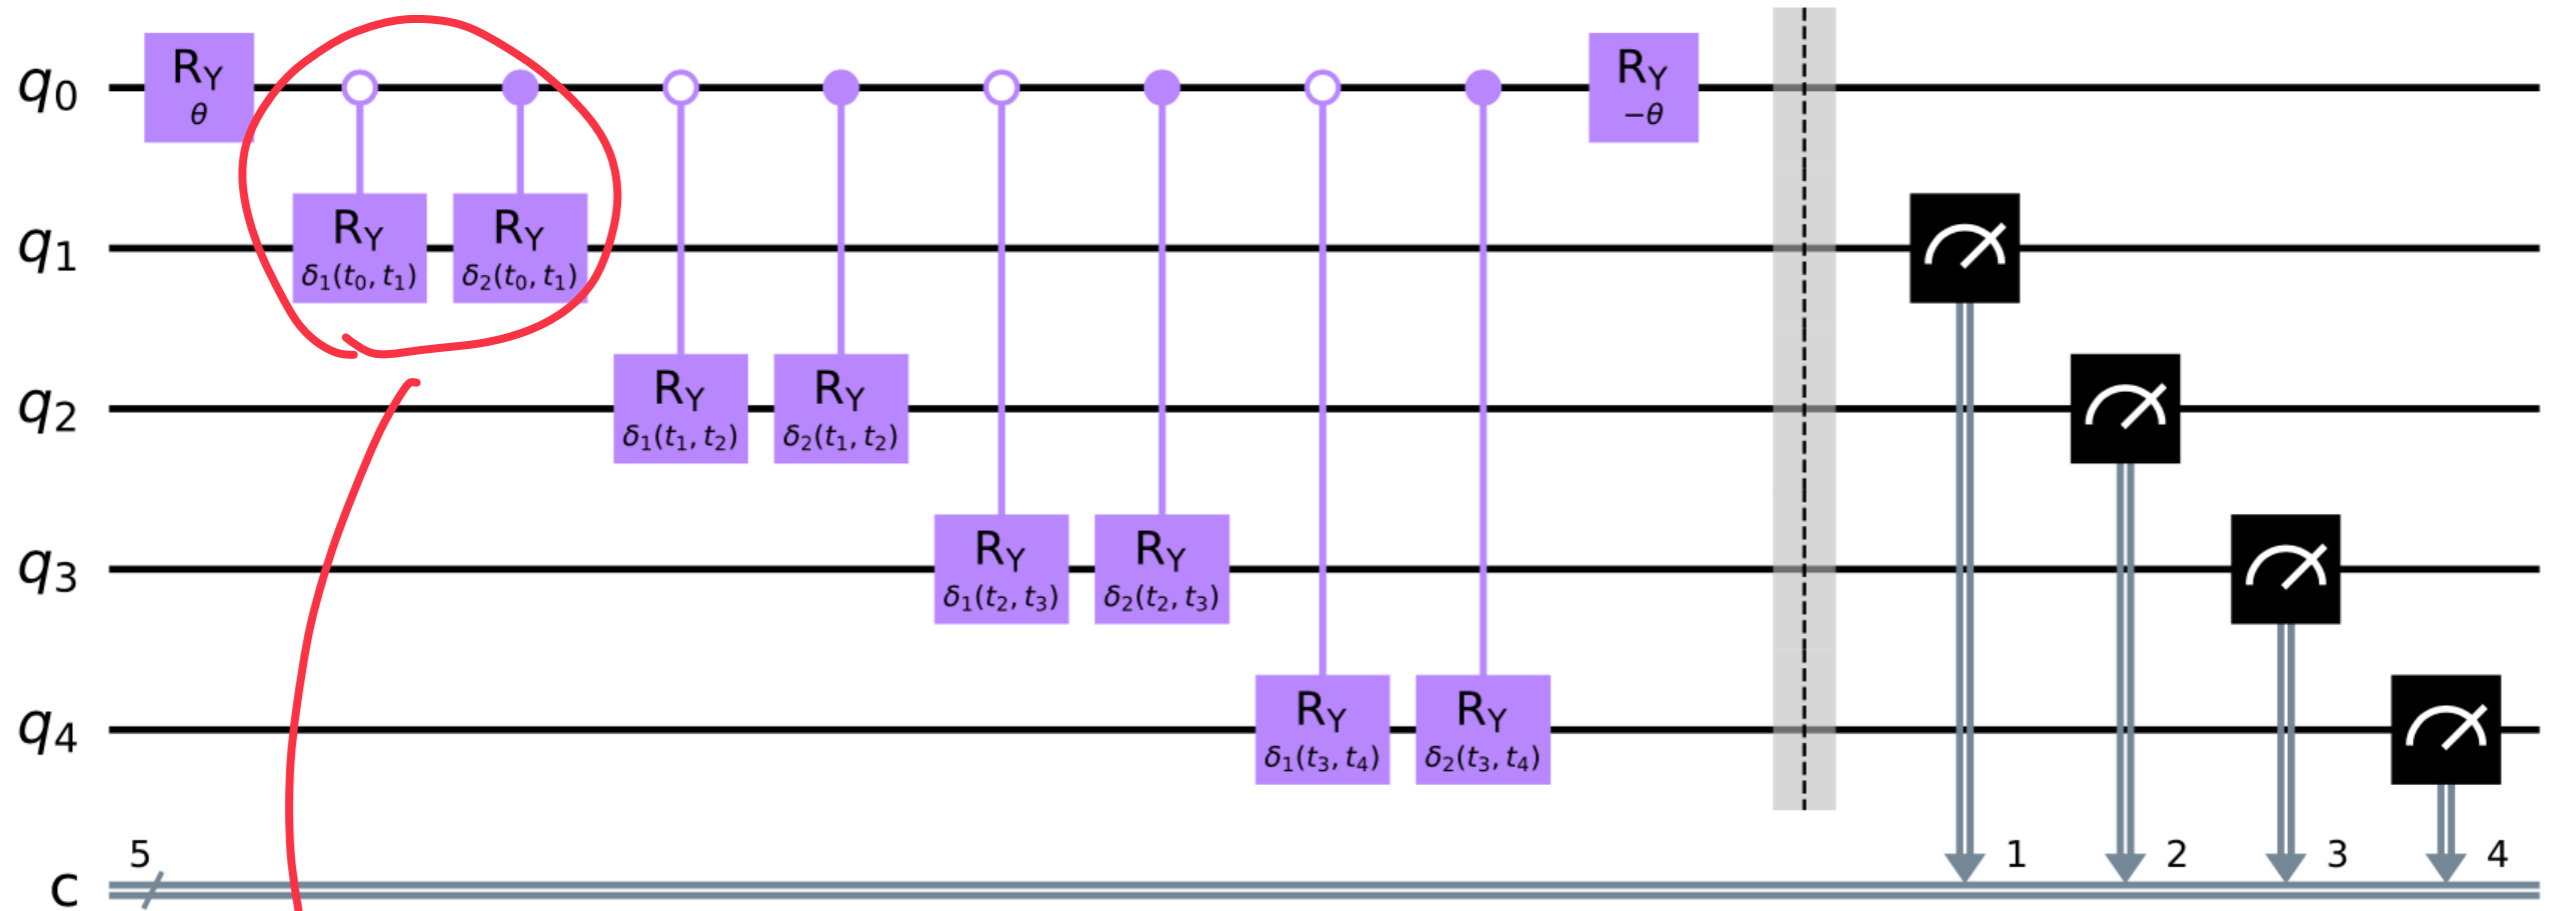 q0 RY θ RY −θ
q1 RY δ1(t0, t1) RY δ2(t0, t1)
q2 RY δ1(t1, t2) RY δ2(t1, t2)
q3 RY δ1(t2, t3) RY δ2(t2, t3)
q4 RY δ1(t3, t4) RY δ2(t3, t4)
5 1 2 3 4
c